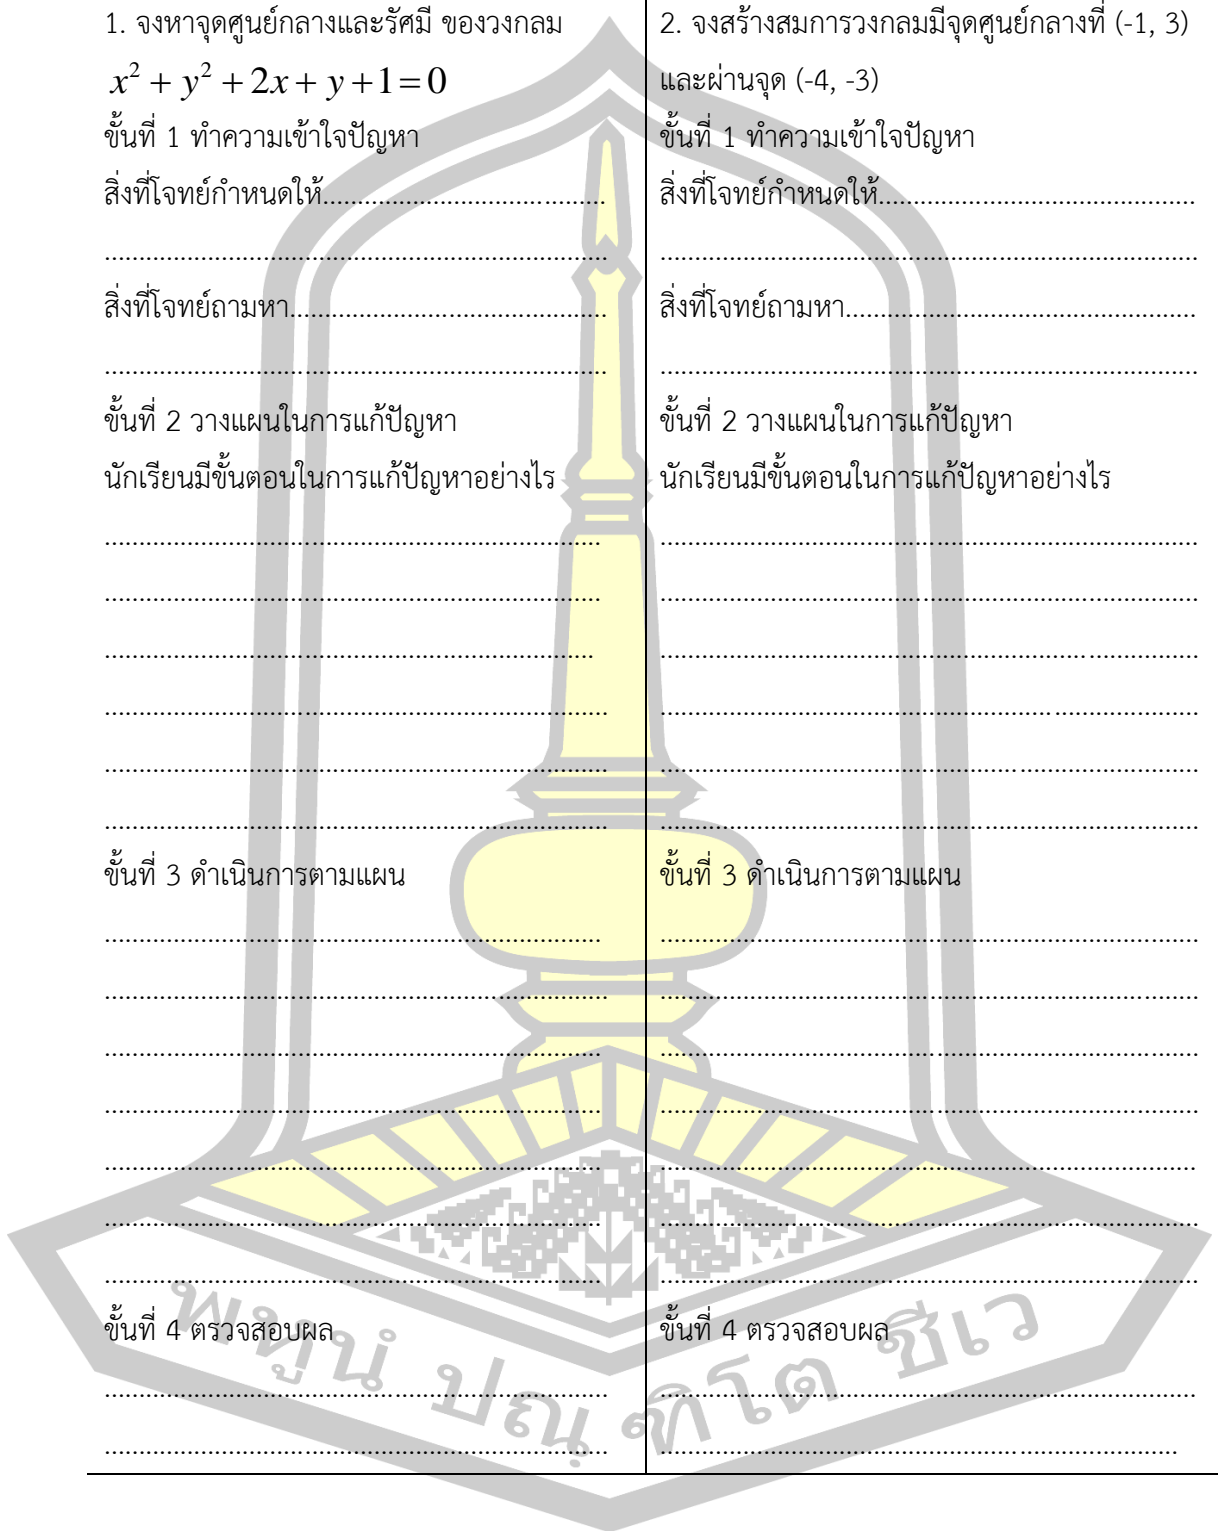 1. จงหาจุดศูนย์กลางและรัศมี ของวงกลม
x² + y² + 2x + y + 1 = 0
ขั้นที่ 1 ทำความเข้าใจปัญหา
สิ่งที่โจทย์กำหนดให้..........................................
..........................................................................
สิ่งที่โจทย์ถามหา...............................................
..........................................................................
ขั้นที่ 2 วางแผนในการแก้ปัญหา
นักเรียนมีขั้นตอนในการแก้ปัญหาอย่างไร
.........................................................................
.........................................................................
........................................................................
..........................................................................
..........................................................................
..........................................................................
ขั้นที่ 3 ดำเนินการตามแผน
.........................................................................
..........................................................................
.........................................................................
.........................................................................
.........................................................................
.........................................................................
.........................................................................
ขั้นที่ 4 ตรวจสอบผล
..........................................................................
..........................................................................
2. จงสร้างสมการวงกลมมีจุดศูนย์กลางที่ (-1, 3)
และผ่านจุด (-4, -3)
ขั้นที่ 1 ทำความเข้าใจปัญหา
สิ่งที่โจทย์กำหนดให้...............................................
...............................................................................
สิ่งที่โจทย์ถามหา....................................................
...............................................................................
ขั้นที่ 2 วางแผนในการแก้ปัญหา
นักเรียนมีขั้นตอนในการแก้ปัญหาอย่างไร
...............................................................................
...............................................................................
...............................................................................
...............................................................................
...............................................................................
...............................................................................
ขั้นที่ 3 ดำเนินการตามแผน
...............................................................................
...............................................................................
...............................................................................
...............................................................................
...............................................................................
...............................................................................
...............................................................................
ขั้นที่ 4 ตรวจสอบผล
...............................................................................
............................................................................
พหูนํ ปณฺฑิโต ชีเว